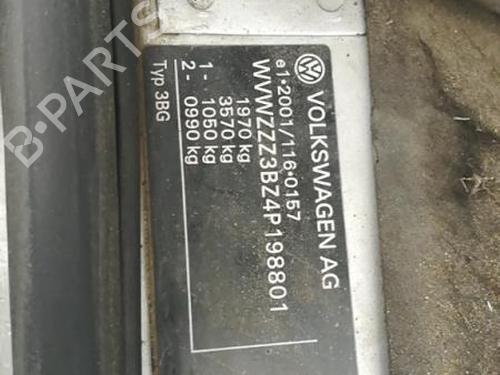 VOLKSWAGEN AG
e1*2001/116*0157
WVWZZZ3BZ4P198801
1970 kg
3570 kg
1 - 1050 kg
2 - 0990 kg
Typ 3BG
B-PARTS